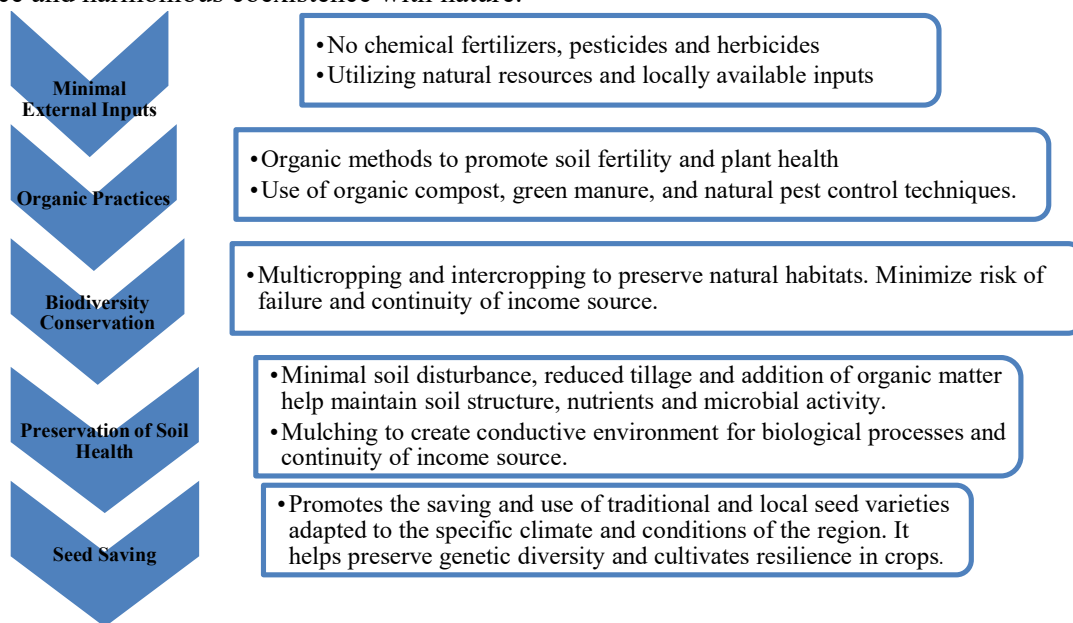 and harmonious coexistence with nature.
Minimal
External Inputs
•No chemical fertilizers, pesticides and herbicides
•Utilizing natural resources and locally available inputs
Organic Practices
•Organic methods to promote soil fertility and plant health
•Use of organic compost, green manure, and natural pest control techniques.
Biodiversity
Conservation
•Multicropping and intercropping to preserve natural habitats. Minimize risk of
failure and continuity of income source.
Preservation of Soil
Health
•Minimal soil disturbance, reduced tillage and addition of organic matter
help maintain soil structure, nutrients and microbial activity.
•Mulching to create conductive environment for biological processes and
continuity of income source.
Seed Saving
•Promotes the saving and use of traditional and local seed varieties
adapted to the specific climate and conditions of the region. It
helps preserve genetic diversity and cultivates resilience in crops.